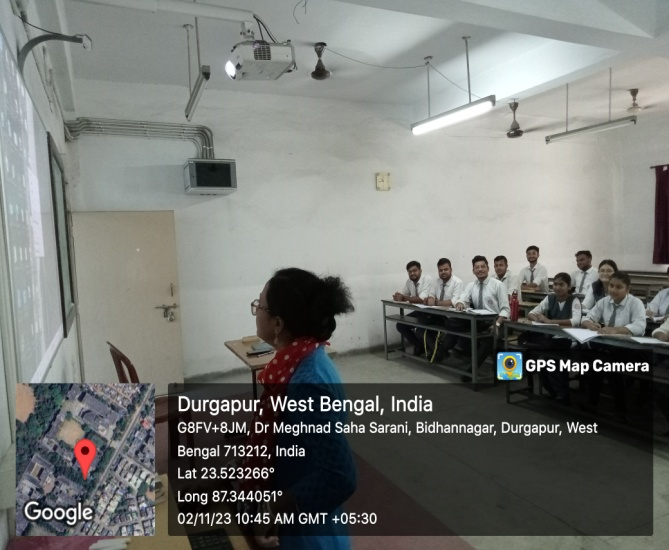 GPS Map Camera
Durgapur, West Bengal, India
G8FV+8JM, Dr Meghnad Saha Sarani, Bidhannagar, Durgapur, West
Bengal 713212, India
Lat 23.523266°
Long 87.344051°
02/11/23 10:45 AM GMT +05:30
Google